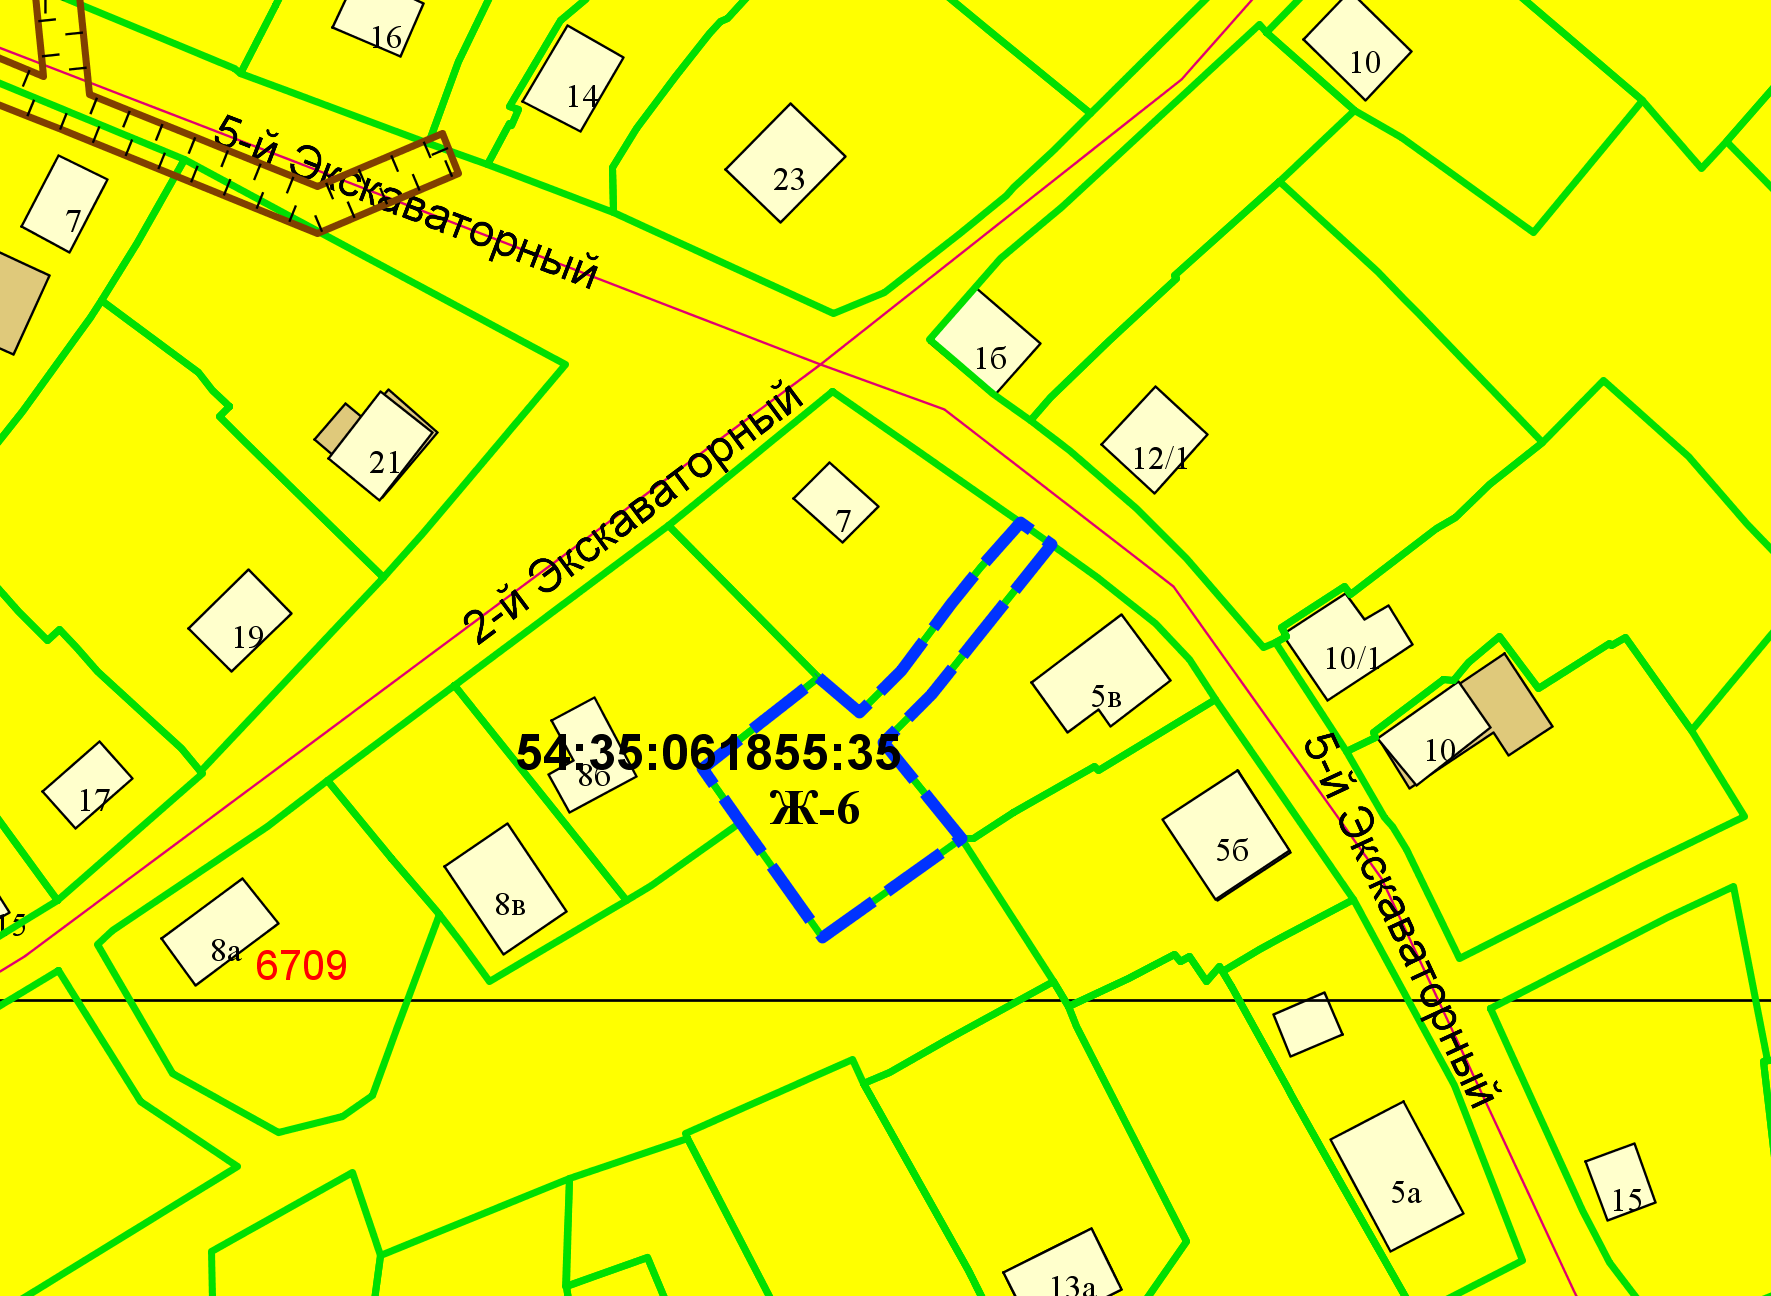 16
10
14
5-й Экскаваторный
23
7
1б
21
12/1
2-й Экскаваторный
7
19
10/1
5в
54:35:061855:35
8б
10
17
Ж-6
5-й Экскаваторный
5б
8в
15
8а
6709
5а
15
13а